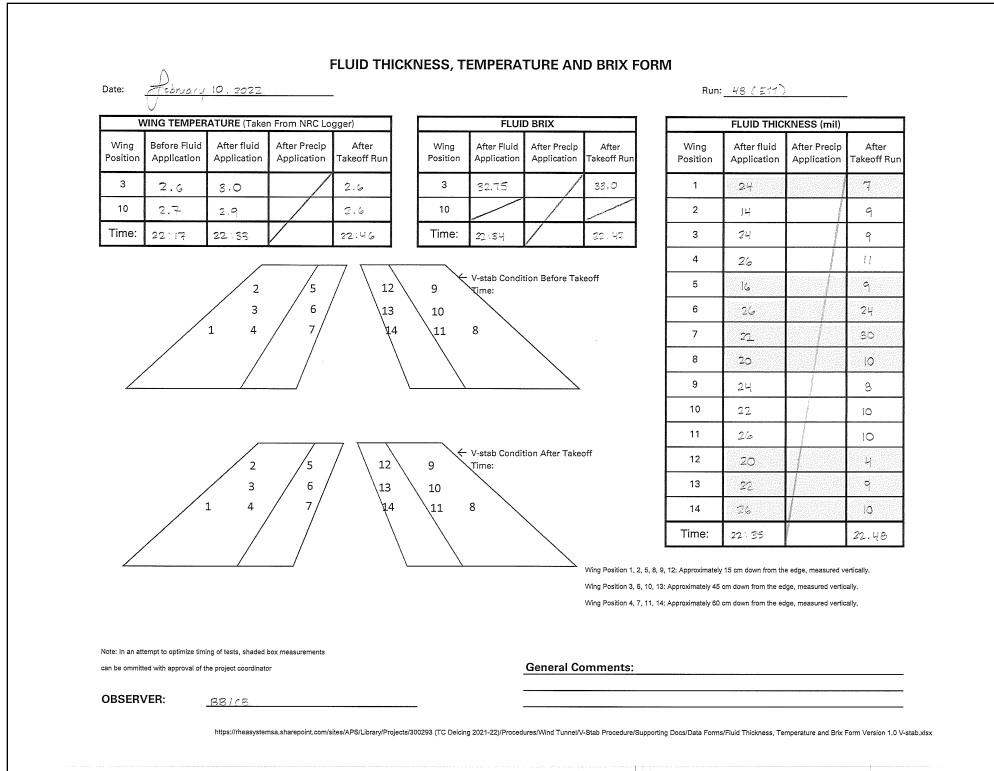 FLUID THICKNESS, TEMPERATURE AND BRIX FORM
Date: February 10, 2022
Run: 48 (ETT)
WING TEMPERATURE (Taken From NRC Logger)
Wing Position Before Fluid Application After fluid Application After Precip Application After Takeoff Run
3 2.6 3.0 2.6
10 2.7 2.9 2.6
Time: 22:17 22:33 22:46
FLUID BRIX
Wing Position After Fluid Application After Precip Application After Takeoff Run
3 32.75 38.0
10
Time: 22:34 22:47
FLUID THICKNESS (mil)
Wing Position After fluid Application After Precip Application After Takeoff Run
1 24 7
2 14 9
3 24 9
4 26 11
5 16 9
6 26 24
7 22 30
8 20 10
9 24 8
10 22 10
11 26 10
12 20 4
13 22 9
14 26 10
Time: 22:35 22:48
← V-stab Condition Before Takeoff
Time:
2 5 12 9
3 6 13 10
1 4 7 14 11 8
← V-stab Condition After Takeoff
Time:
2 5 12 9
3 6 13 10
1 4 7 14 11 8
Wing Position 1, 2, 5, 8, 9, 12: Approximately 15 cm down from the edge, measured vertically.
Wing Position 3, 6, 10, 13: Approximately 45 cm down from the edge, measured vertically.
Wing Position 4, 7, 11, 14: Approximately 60 cm down from the edge, measured vertically.
Note: In an attempt to optimize timing of tests, shaded box measurements
can be ommitted with approval of the project coordinator
General Comments:
OBSERVER: BB/CB
https://rheasystemsa.sharepoint.com/sites/APS/Library/Projects/300293 (TC Deicing 2021-22)/Procedures/Wind Tunnel/V-Stab Procedure/Supporting Docs/Data Forms/Fluid Thickness, Temperature and Brix Form Version 1.0 V-stab.xlsx